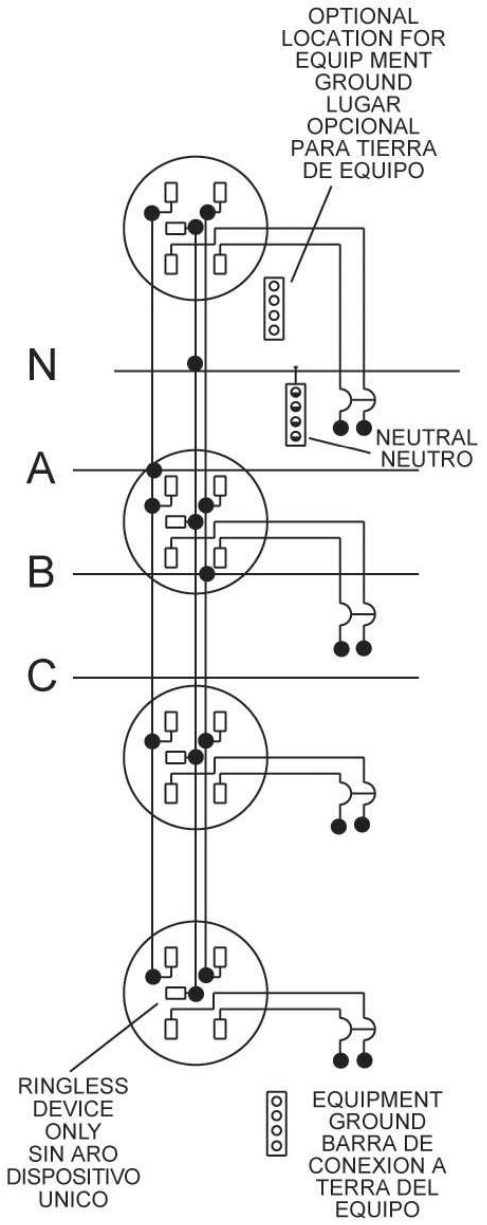 OPTIONAL
LOCATION FOR
EQUIP MENT
GROUND
LUGAR
OPCIONAL
PARA TIERRA
DE EQUIPO
N
NEUTRAL
NEUTRO
A
B
C
RINGLESS
DEVICE
ONLY
SIN ARO
DISPOSITIVO
UNICO
EQUIPMENT
GROUND
BARRA DE
CONEXION A
TERRA DEL
EQUIPO